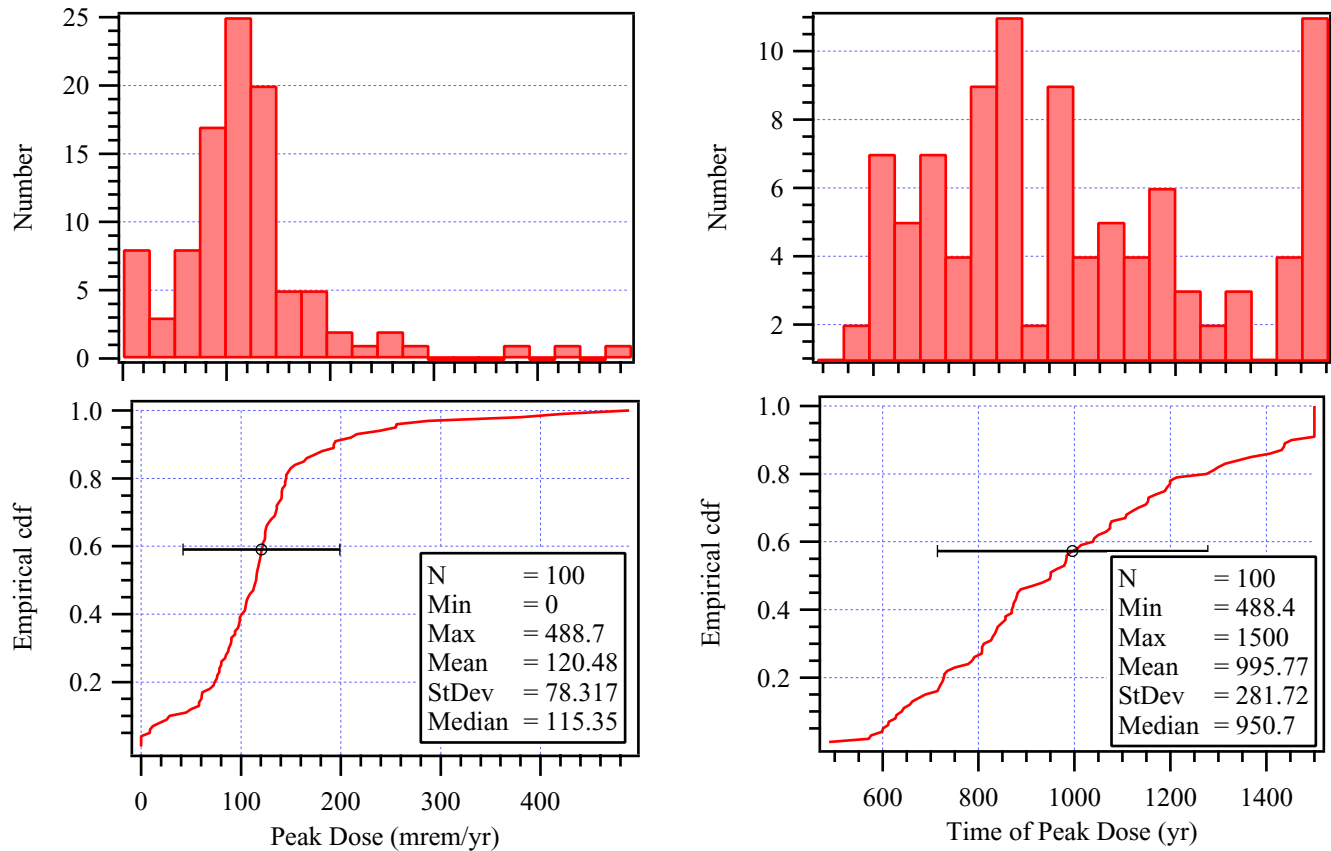 25
20
15
10
5
0
Number
10
8
6
4
2
Number
1.0
0.8
0.6
0.4
0.2
Empirical cdf
N = 100
Min = 0
Max = 488.7
Mean = 120.48
StDev = 78.317
Median = 115.35
0 100 200 300 400
Peak Dose (mrem/yr)
1.0
0.8
0.6
0.4
0.2
Empirical cdf
N = 100
Min = 488.4
Max = 1500
Mean = 995.77
StDev = 281.72
Median = 950.7
600 800 1000 1200 1400
Time of Peak Dose (yr)